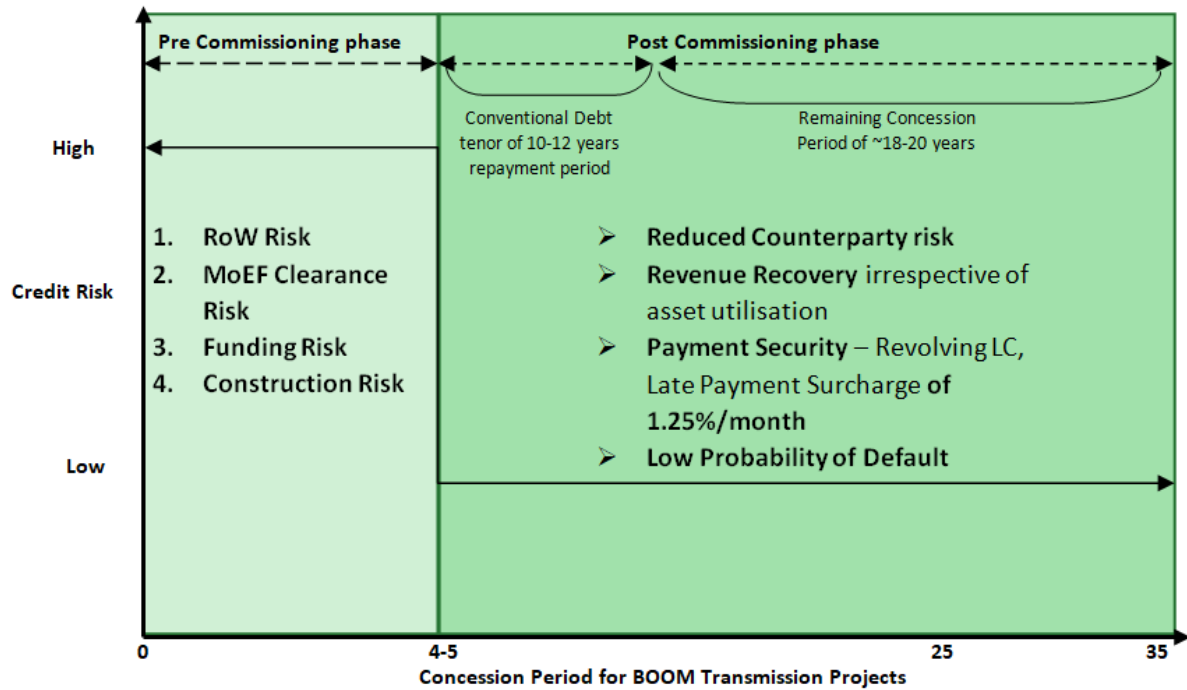 Pre Commissioning phase
Post Commissioning phase
Conventional Debt
tenor of 10-12 years
repayment period
Remaining Concession
Period of ~18-20 years
High
Credit Risk
Low
1. RoW Risk
2. MoEF Clearance
Risk
3. Funding Risk
4. Construction Risk
➢ Reduced Counterparty risk
➢ Revenue Recovery irrespective of
asset utilisation
➢ Payment Security – Revolving LC,
Late Payment Surcharge of
1.25%/month
➢ Low Probability of Default
0
4-5
25
35
Concession Period for BOOM Transmission Projects